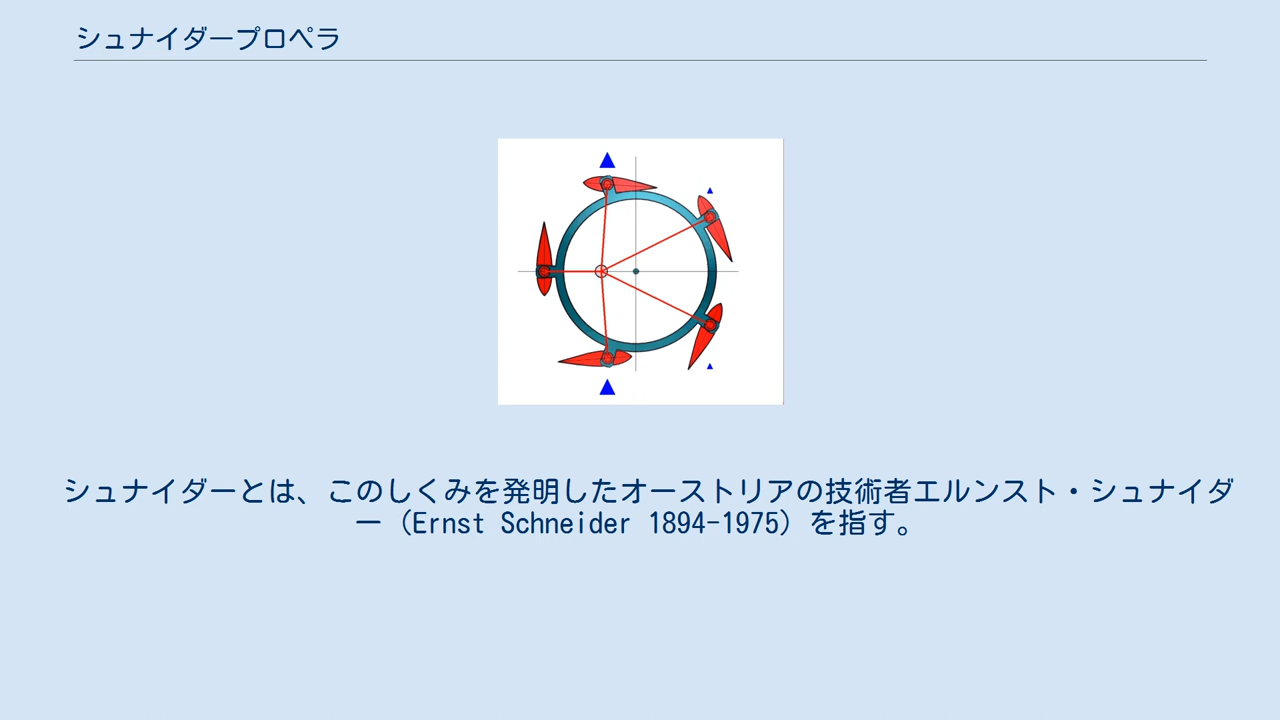 シュナイダープロペラ
シュナイダーとは、このしくみを発明したオーストリアの技術者エルンスト・シュナイダ
ー（Ernst Schneider 1894-1975）を指す。